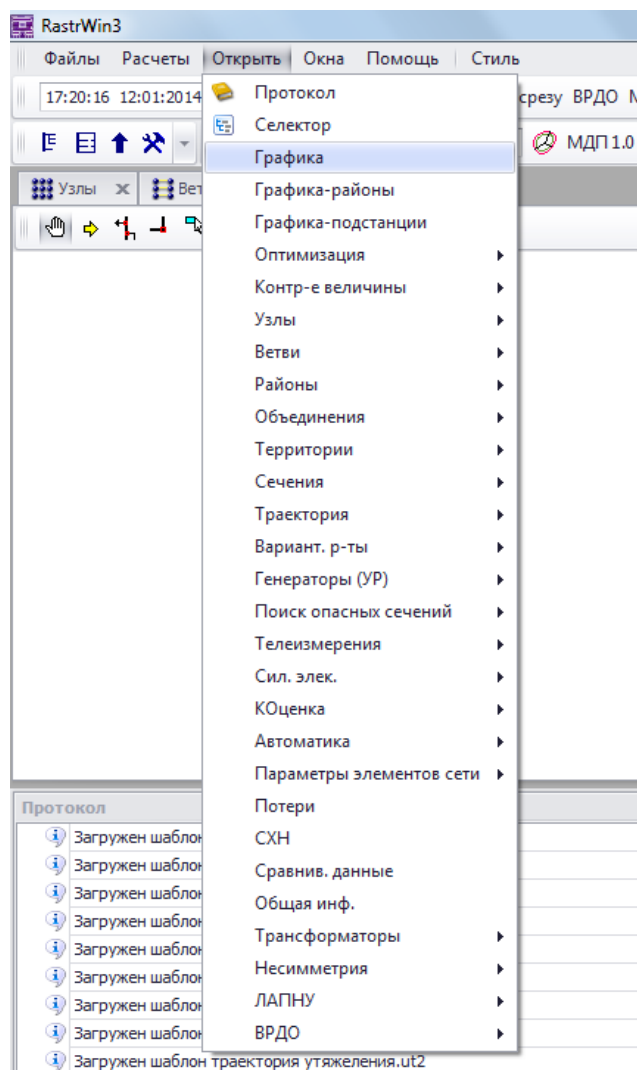 RastrWin3
Файлы Расчеты Открыть Окна Помощь Стиль
17:20:16 12:01:2014 срезу ВРДО
МДП 1.0
Узлы
Протокол
Селектор
Графика
Графика-районы
Графика-подстанции
Оптимизация
Контр-е величины
Узлы
Ветви
Районы
Объединения
Территории
Сечения
Траектория
Вариант. р-ты
Генераторы (УР)
Поиск опасных сечений
Телеизмерения
Сил. элек.
КОценка
Автоматика
Параметры элементов сети
Потери
СХН
Сравнив. данные
Общая инф.
Трансформаторы
Несимметрия
ЛАПНУ
ВРДО
Протокол
Загружен шаблон
Загружен шаблон
Загружен шаблон
Загружен шаблон
Загружен шаблон
Загружен шаблон
Загружен шаблон
Загружен шаблон
Загружен шаблон траектория утяжеления.ut2